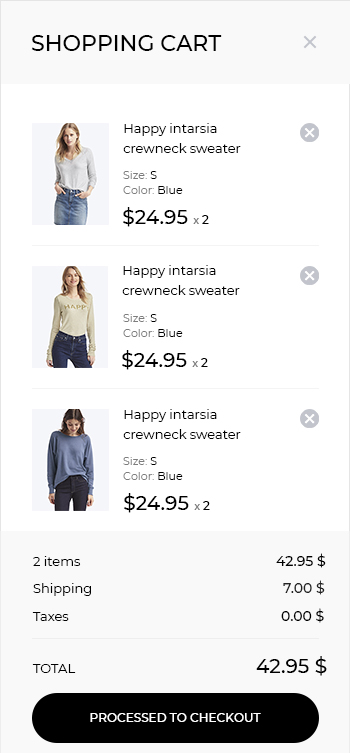 SHOPPING CART
Happy intarsia
crewneck sweater
Size: S
Color: Blue
$24.95 x 2
HAPPY
Happy intarsia
crewneck sweater
Size: S
Color: Blue
$24.95 x 2
Happy intarsia
crewneck sweater
Size: S
Color: Blue
$24.95 x 2
2 items 42.95 $
Shipping 7.00 $
Taxes 0.00 $
TOTAL 42.95 $
PROCESSED TO CHECKOUT